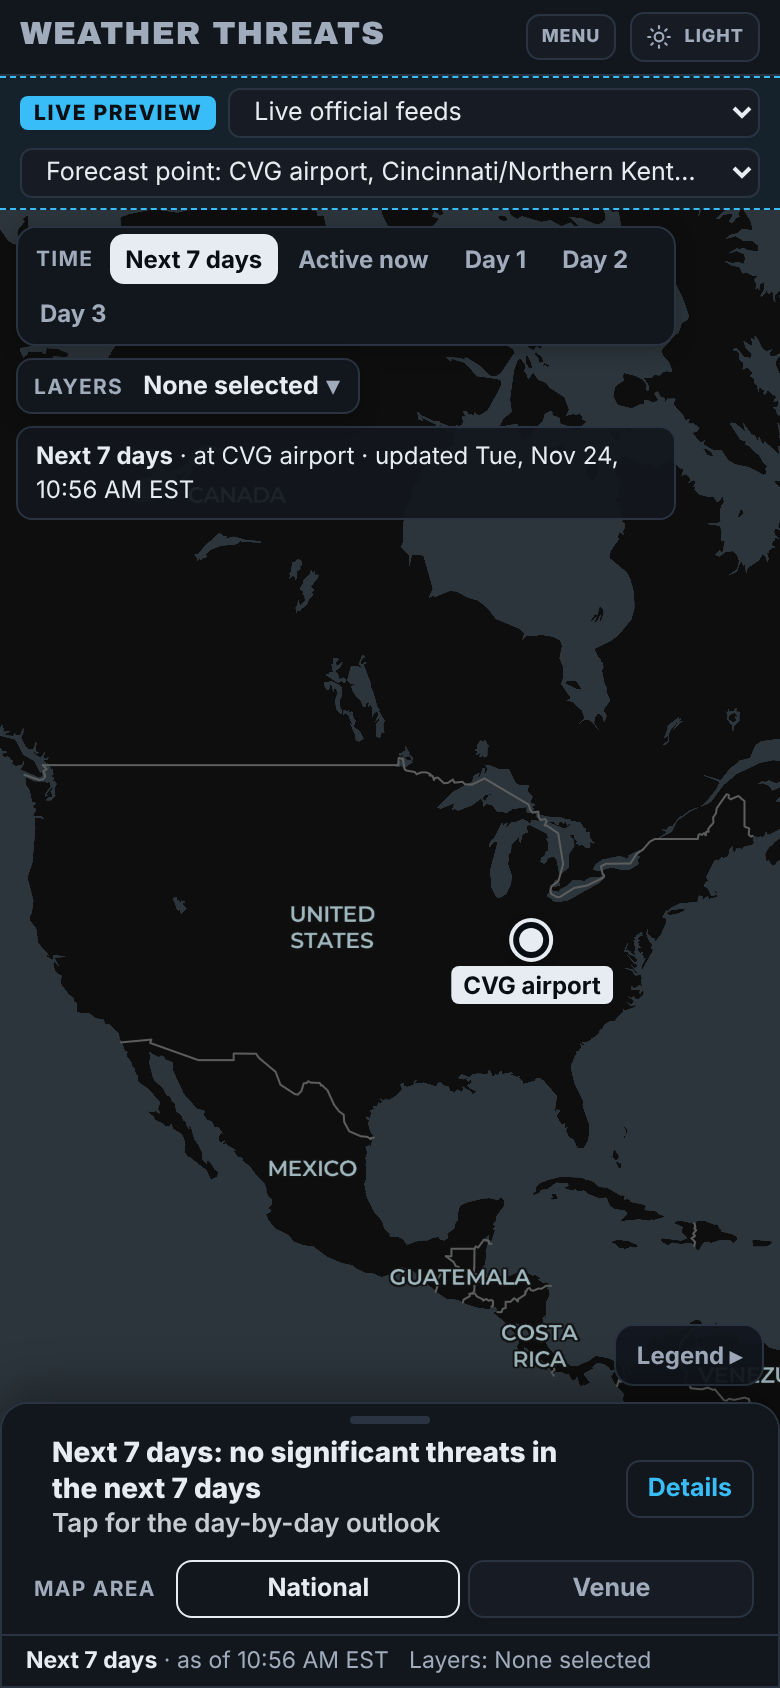 WEATHER THREATS
MENU
LIGHT
LIVE PREVIEW
Live official feeds
Forecast point: CVG airport, Cincinnati/Northern Kent...
TIME
Next 7 days
Active now
Day 1
Day 2
Day 3
LAYERS
None selected ▼
Next 7 days · at CVG airport · updated Tue, Nov 24,
10:56 AM EST
CANADA
UNITED
STATES
CVG airport
MEXICO
GUATEMALA
COSTA
RICA
Legend ▸
VENEZU
Next 7 days: no significant threats in
the next 7 days
Tap for the day-by-day outlook
Details
MAP AREA
National
Venue
Next 7 days · as of 10:56 AM EST
Layers: None selected